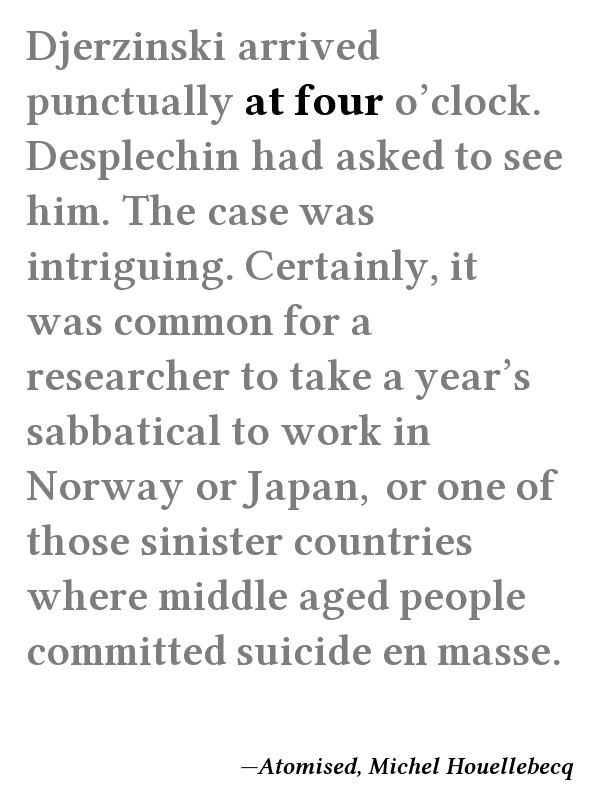 Djerzinski arrived
punctually at four o’clock.
Desplechin had asked to see
him. The case was
intriguing. Certainly, it
was common for a
researcher to take a year’s
sabbatical to work in
Norway or Japan, or one of
those sinister countries
where middle aged people
committed suicide en masse.
—Atomised, Michel Houellebecq